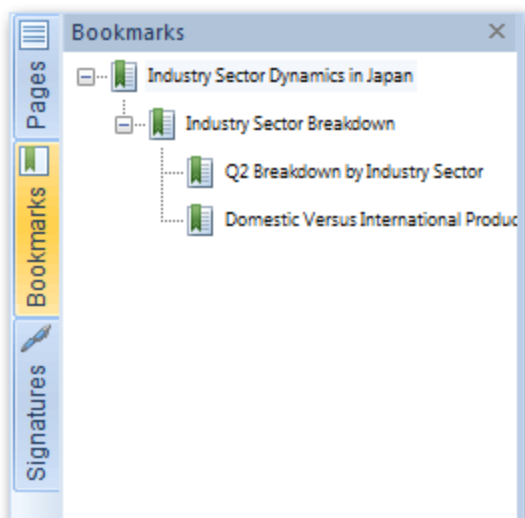 Bookmarks
Pages
Bookmarks
Signatures
Industry Sector Dynamics in Japan
Industry Sector Breakdown
Q2 Breakdown by Industry Sector
Domestic Versus International Produc